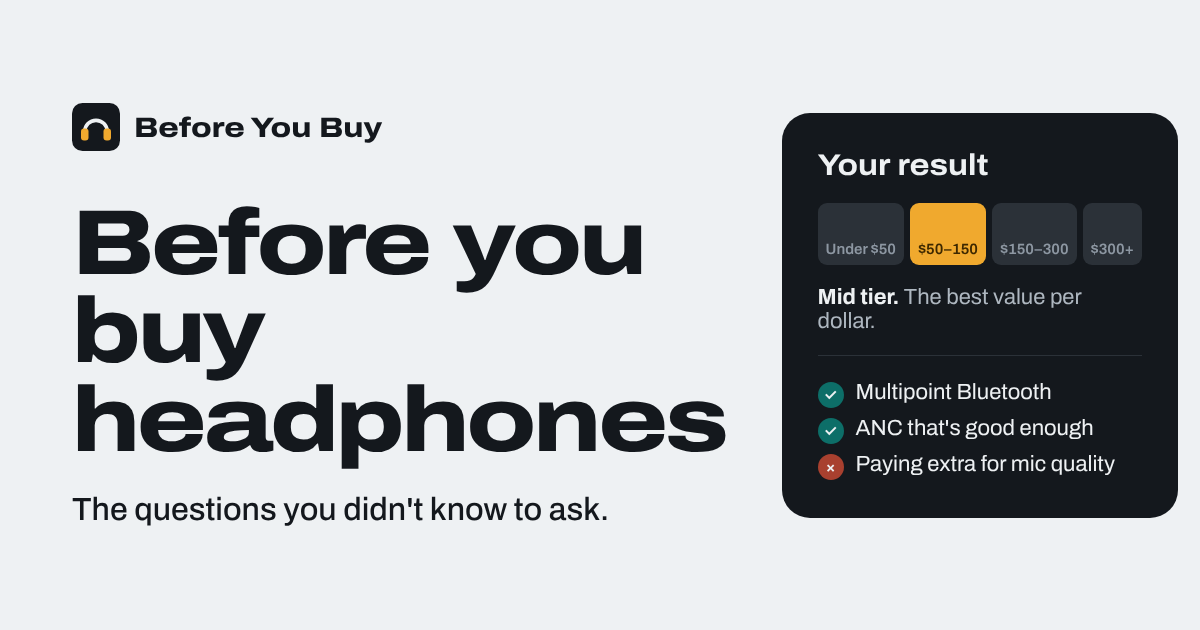 Before You Buy
Before you
buy
headphones
The questions you didn't know to ask.
Your result
Under $50
$50–150
$150–300
$300+
Mid tier. The best value per
dollar.
Multipoint Bluetooth
ANC that's good enough
Paying extra for mic quality